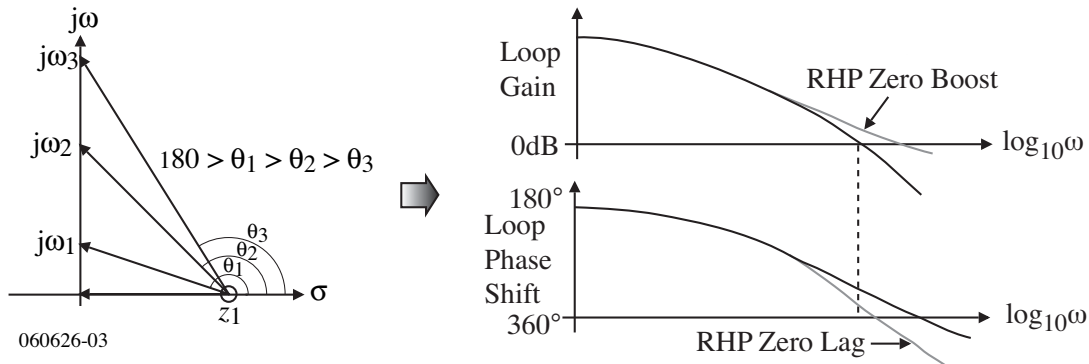 jω
jω3
jω2
180 > θ1 > θ2 > θ3
jω1
θ3
θ2
θ1
σ
z1
060626-03
Loop
Gain
RHP Zero Boost
0dB
log10ω
180°
Loop
Phase
Shift
360°
log10ω
RHP Zero Lag